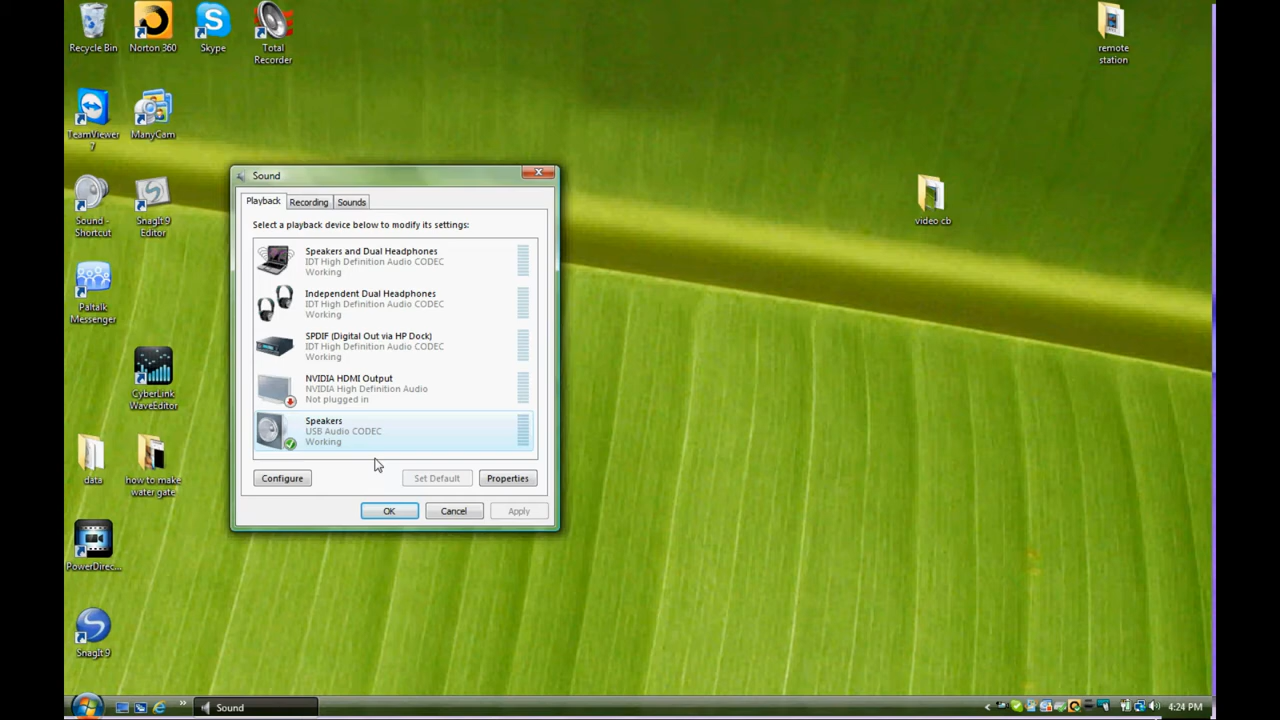 Recycle Bin
Norton 360
Skype
Total
Recorder
remote
station
TeamViewer
7
ManyCam
Sound -
Shortcut
SnagIt 9
Editor
video cb
Paltalk
Messenger
CyberLink
WaveEditor
data
how to make
water gate
PowerDirec...
SnagIt 9
Sound
Playback
Recording
Sounds
Select a playback device below to modify its settings:
Speakers and Dual Headphones
IDT High Definition Audio CODEC
Working
Independent Dual Headphones
IDT High Definition Audio CODEC
Working
SPDIF (Digital Out via HP Dock)
IDT High Definition Audio CODEC
Working
NVIDIA HDMI Output
NVIDIA High Definition Audio
Not plugged in
Speakers
USB Audio CODEC
Working
Configure
Set Default
Properties
OK
Cancel
Apply
Sound
4:24 PM